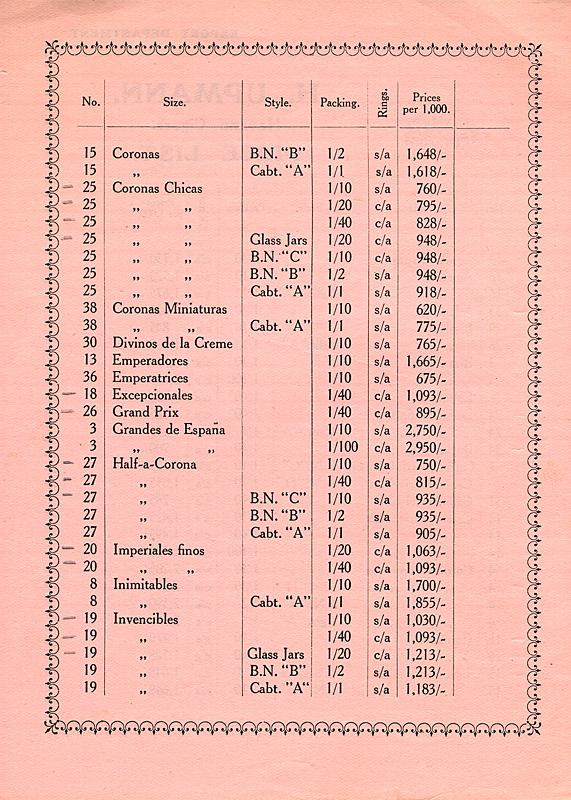 No. Size. Style. Packing. Rings. Prices per 1,000.
15 Coronas B.N. "B" 1/2 s/a 1,648/-
15 ,, Cabt. "A" 1/1 s/a 1,618/-
25 Coronas Chicas 1/10 s/a 760/-
25 ,, ,, 1/20 c/a 795/-
25 ,, ,, 1/40 c/a 828/-
25 ,, ,, Glass Jars 1/20 c/a 948/-
25 ,, ,, B.N. "C" 1/10 s/a 948/-
25 ,, ,, B.N. "B" 1/2 s/a 948/-
25 ,, ,, Cabt. "A" 1/1 s/a 918/-
38 Coronas Miniaturas 1/10 s/a 620/-
38 ,, ,, Cabt. "A" 1/1 s/a 775/-
30 Divinos de la Creme 1/10 s/a 765/-
13 Emperadores 1/10 s/a 1,665/-
36 Emperatrices 1/10 s/a 675/-
18 Excepcionales 1/40 c/a 1,093/-
26 Grand Prix 1/40 c/a 895/-
3 Grandes de España 1/10 s/a 2,750/-
3 ,, ,, 1/100 c/a 2,950/-
27 Half-a-Corona 1/10 s/a 750/-
27 ,, 1/40 c/a 815/-
27 ,, B.N. "C" 1/10 s/a 935/-
27 ,, B.N. "B" 1/2 s/a 935/-
27 ,, Cabt. "A" 1/1 s/a 905/-
20 Imperiales finos 1/20 c/a 1,063/-
20 ,, ,, 1/40 c/a 1,093/-
8 Inimitables 1/10 s/a 1,700/-
8 ,, Cabt. "A" 1/1 s/a 1,855/-
19 Invencibles 1/10 s/a 1,030/-
19 ,, 1/40 c/a 1,093/-
19 ,, Glass Jars 1/20 c/a 1,213/-
19 ,, B.N. "B" 1/2 s/a 1,213/-
19 ,, Cabt. "A" 1/1 s/a 1,183/-